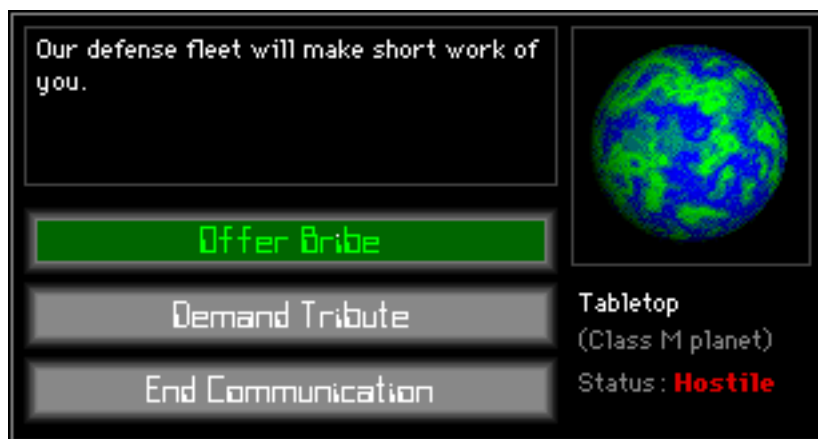 Our defense fleet will make short work of
you.
Offer Bribe
Demand Tribute
End Communication
Tabletop
(Class M planet)
Status: Hostile